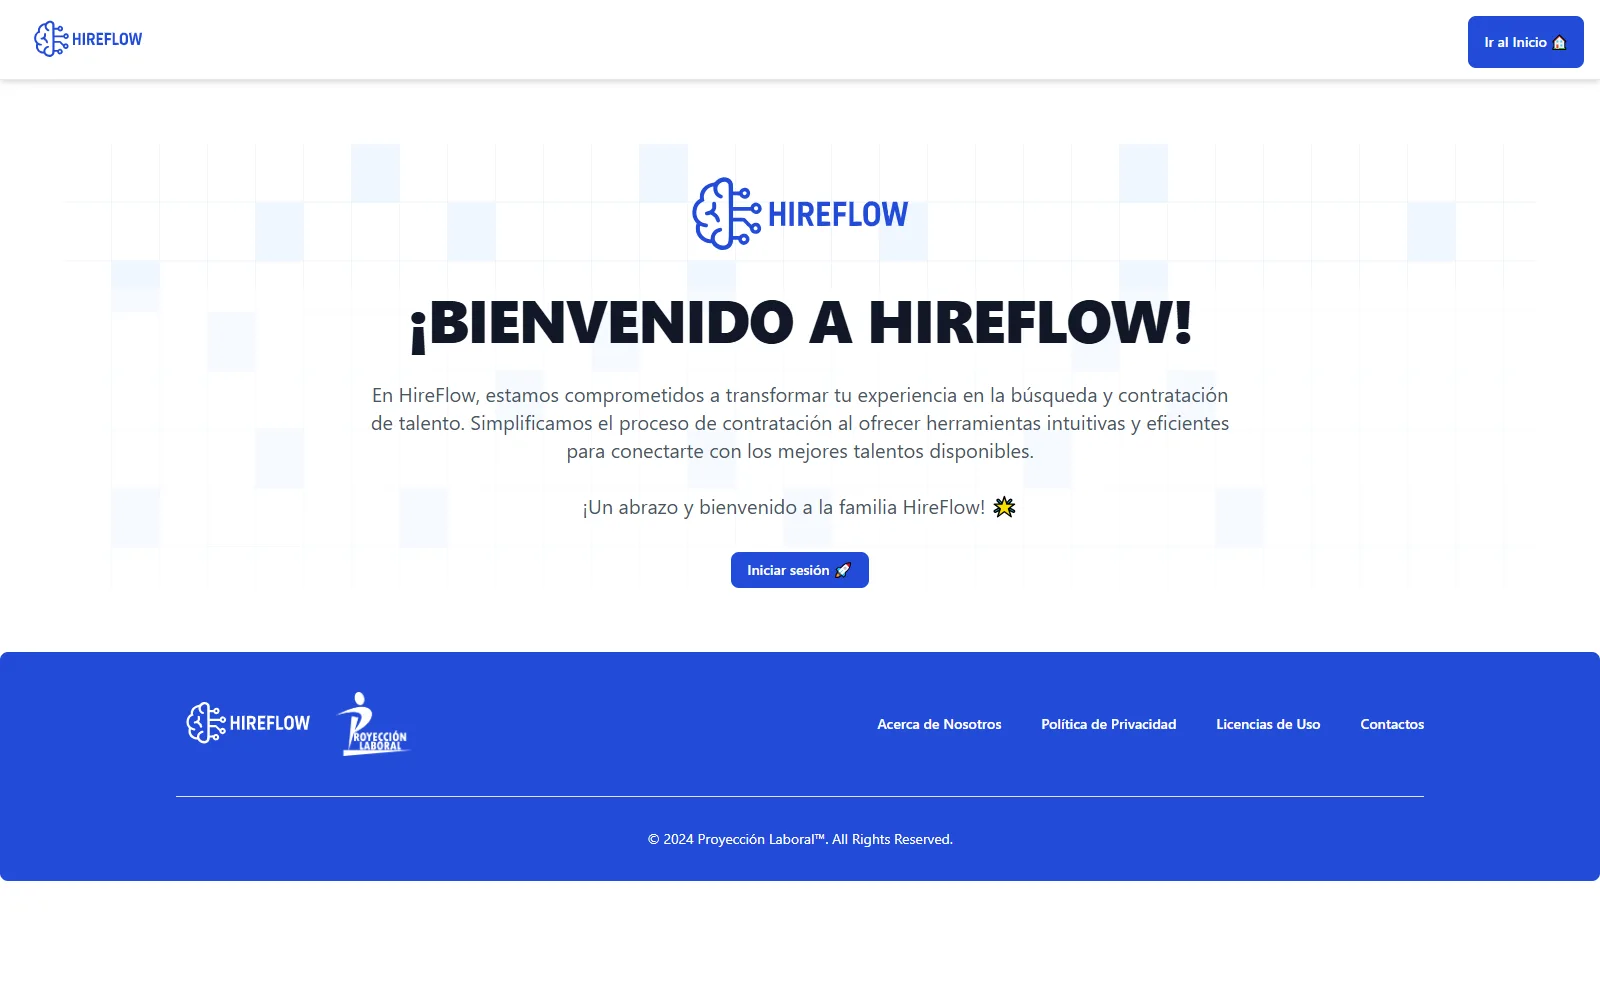 HIREFLOW
Ir al Inicio 🏠
HIREFLOW
¡BIENVENIDO A HIREFLOW!
En HireFlow, estamos comprometidos a transformar tu experiencia en la búsqueda y contratación
de talento. Simplificamos el proceso de contratación al ofrecer herramientas intuitivas y eficientes
para conectarte con los mejores talentos disponibles.
¡Un abrazo y bienvenido a la familia HireFlow! 🌟
Iniciar sesión 🚀
HIREFLOW
PROYECCIÓN
LABORAL
Acerca de Nosotros
Política de Privacidad
Licencias de Uso
Contactos
© 2024 Proyección Laboral™. All Rights Reserved.